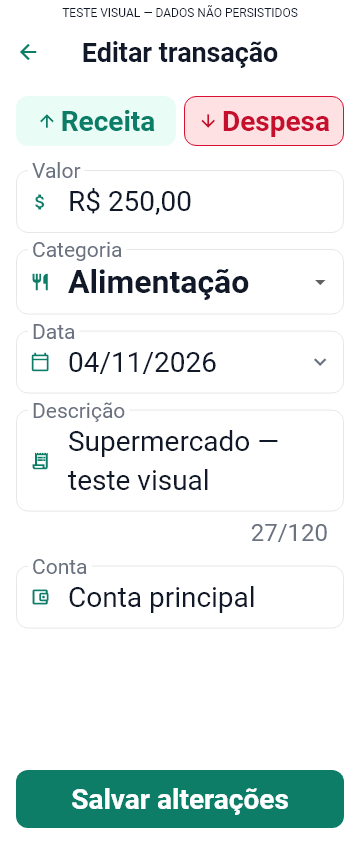 TESTE VISUAL — DADOS NÃO PERSISTIDOS
Editar transação
Receita
Despesa
Valor
R$ 250,00
Categoria
Alimentação
Data
04/11/2026
Descrição
Supermercado —
teste visual
27/120
Conta
Conta principal
Salvar alterações